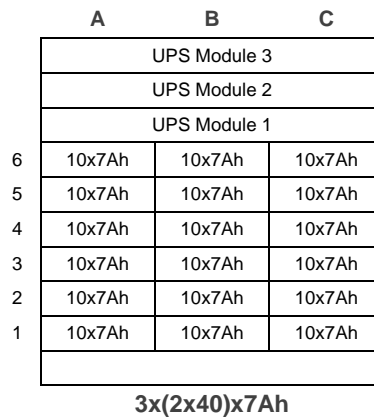 A B C
UPS Module 3
UPS Module 2
UPS Module 1
6 10x7Ah 10x7Ah 10x7Ah
5 10x7Ah 10x7Ah 10x7Ah
4 10x7Ah 10x7Ah 10x7Ah
3 10x7Ah 10x7Ah 10x7Ah
2 10x7Ah 10x7Ah 10x7Ah
1 10x7Ah 10x7Ah 10x7Ah
3x(2x40)x7Ah